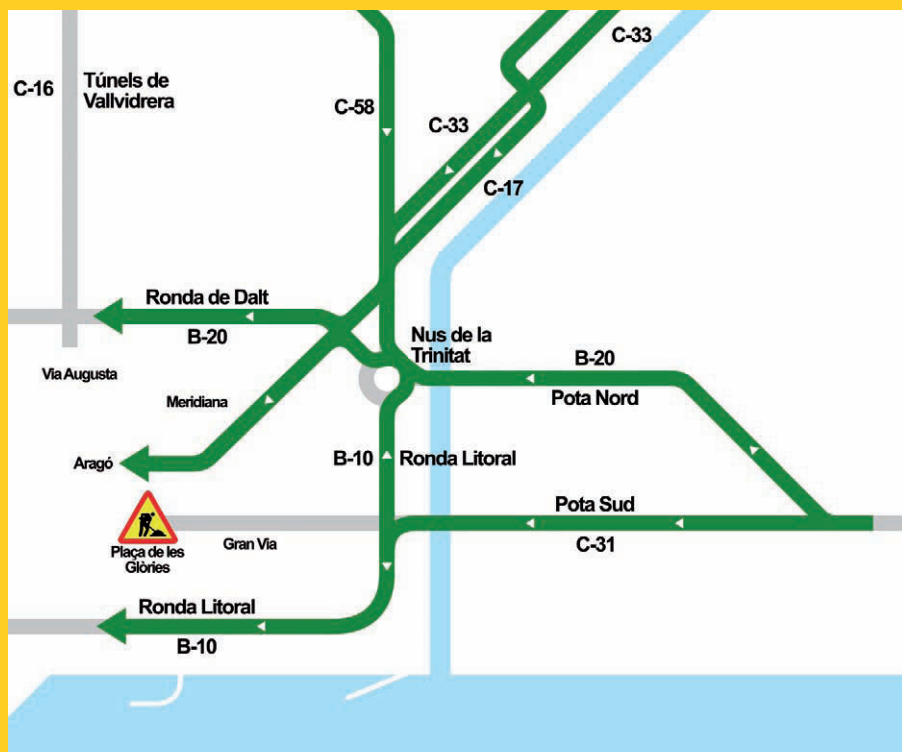 C-33
C-16
Túnels de
Vallvidrera
C-58
C-33
C-17
Ronda de Dalt
B-20
Nus de la
Trinitat
B-20
Pota Nord
Via Augusta
Meridiana
Aragó
B-10
Ronda Litoral
Pota Sud
C-31
Gran Via
Plaça de les
Glòries
Ronda Litoral
B-10